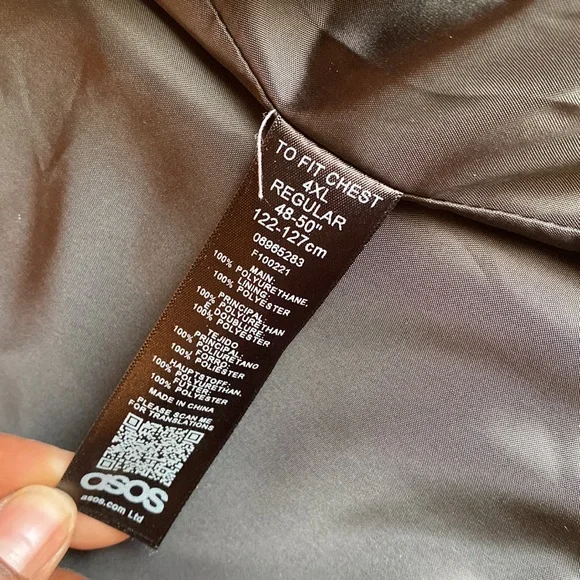 TO FIT CHEST
4XL
REGULAR
48-50"
122-127cm
08985283
F100221
MAIN:
100% POLYURETHANE.
LINING:
100% POLYESTER
PRINCIPAL:
100% POLYURETHAN
E. DOUBLURE:
100% POLYESTER
TEJIDO
PRINCIPAL:
100% POLIURETANO
FORRO:
100% POLIESTER
HAUPTSTOFF:
100% POLYURETHAN.
FUTTER:
100% POLYESTER
MADE IN CHINA
PLEASE SCAN ME
FOR TRANSLATIONS
asos
asos.com Ltd